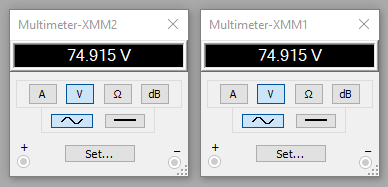 Multimeter-XMM2
74.915 V
A V Ω dB
+ −
Set...
Multimeter-XMM1
74.915 V
A V Ω dB
+ −
Set...